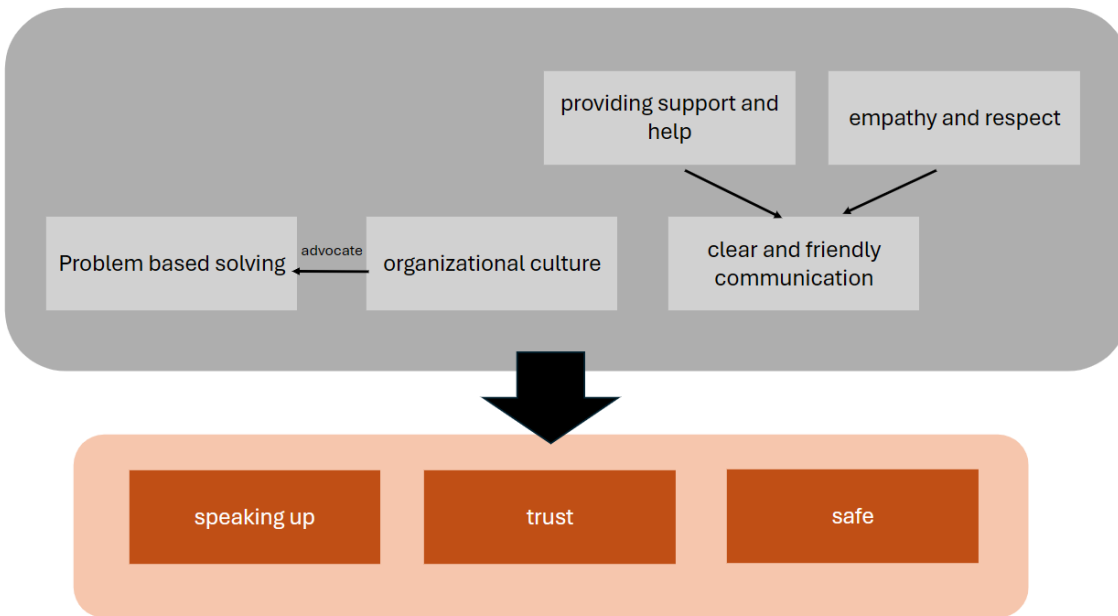 providing support and
help
empathy and respect
Problem based solving
advocate
organizational culture
clear and friendly
communication
speaking up
trust
safe